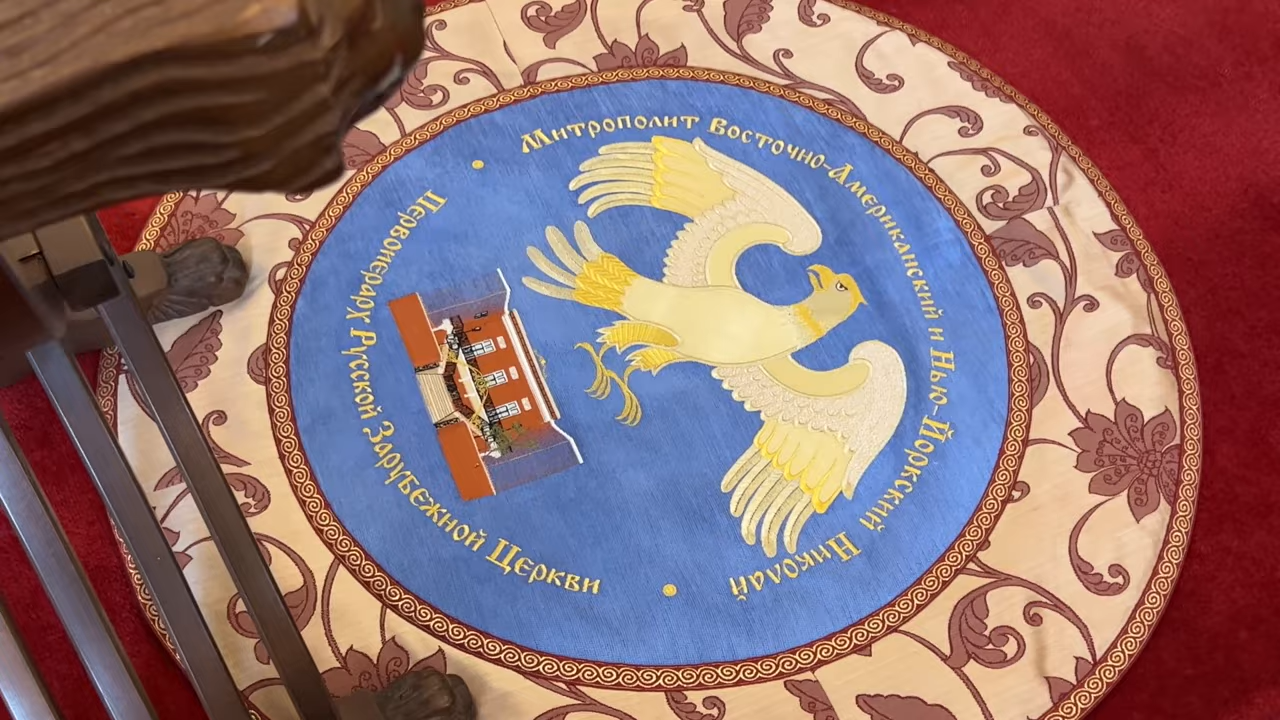 Митрополит Восточно-Американский и Нью-Йоркский Николай
Первоиерарх Русской Зарубежной Церкви